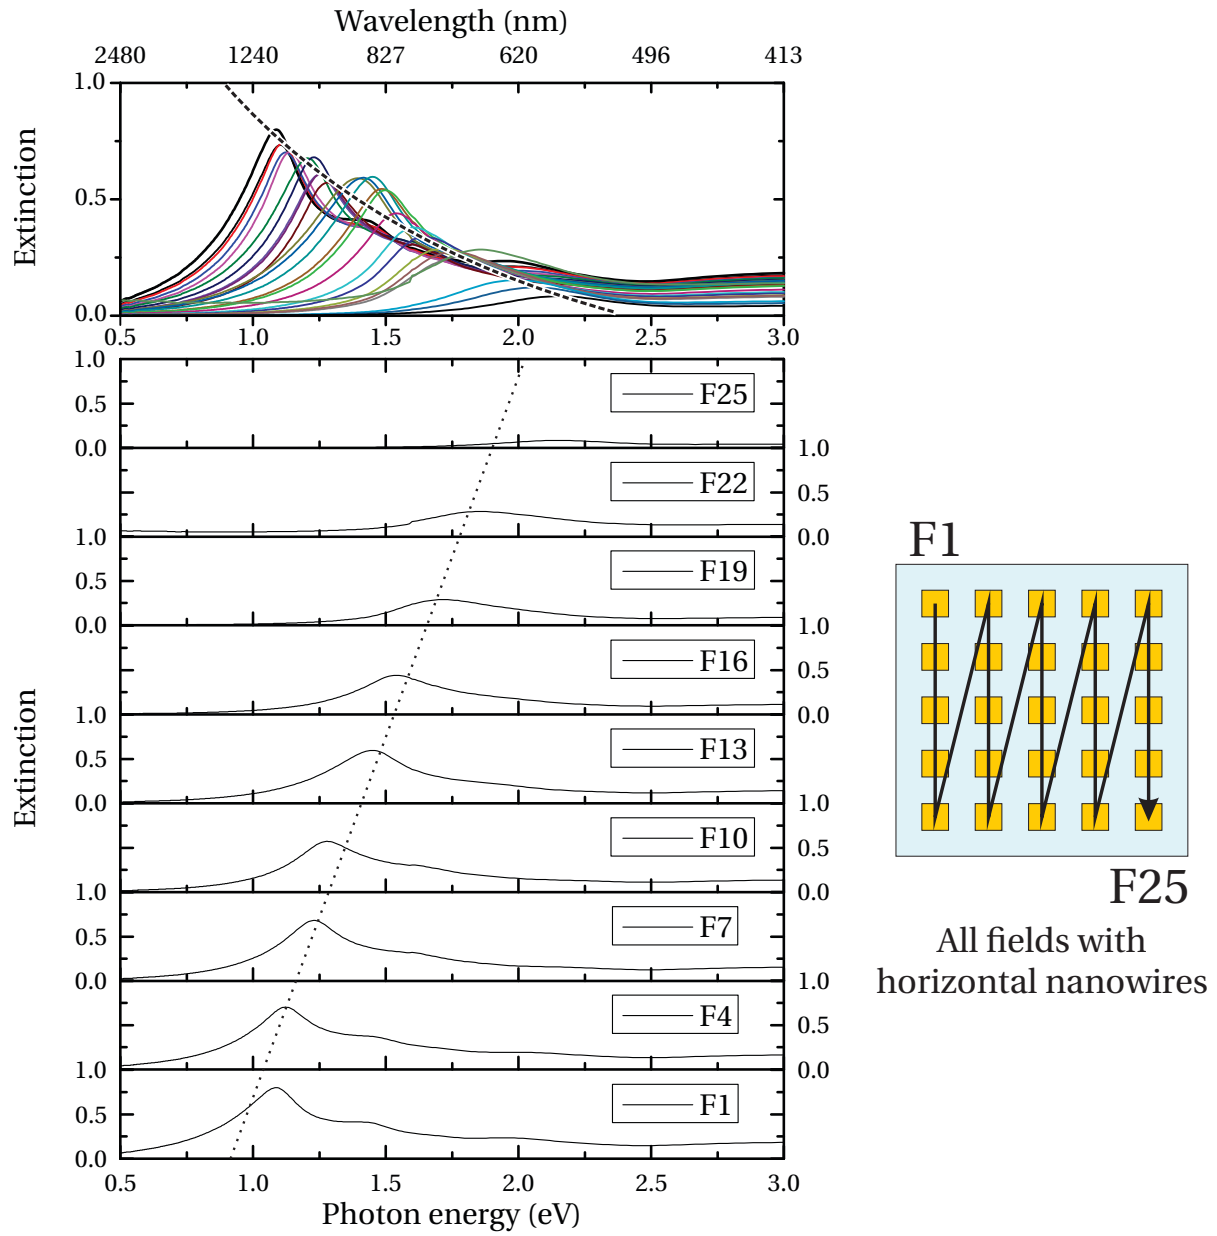 Wavelength (nm)
2480 1240 827 620 496 413
1.0
0.5
0.0
Extinction
0.5 1.0 1.5 2.0 2.5 3.0
1.0
0.5
0.0
F25
1.0
0.5
0.0
F22
1.0
0.5
0.0
F19
1.0
0.5
0.0
F16
1.0
0.5
0.0
F13
1.0
0.5
0.0
F10
1.0
0.5
0.0
F7
1.0
0.5
0.0
F4
1.0
0.5
0.0
F1
Extinction
0.5 1.0 1.5 2.0 2.5 3.0
Photon energy (eV)
F1
F25
All fields with
horizontal nanowires